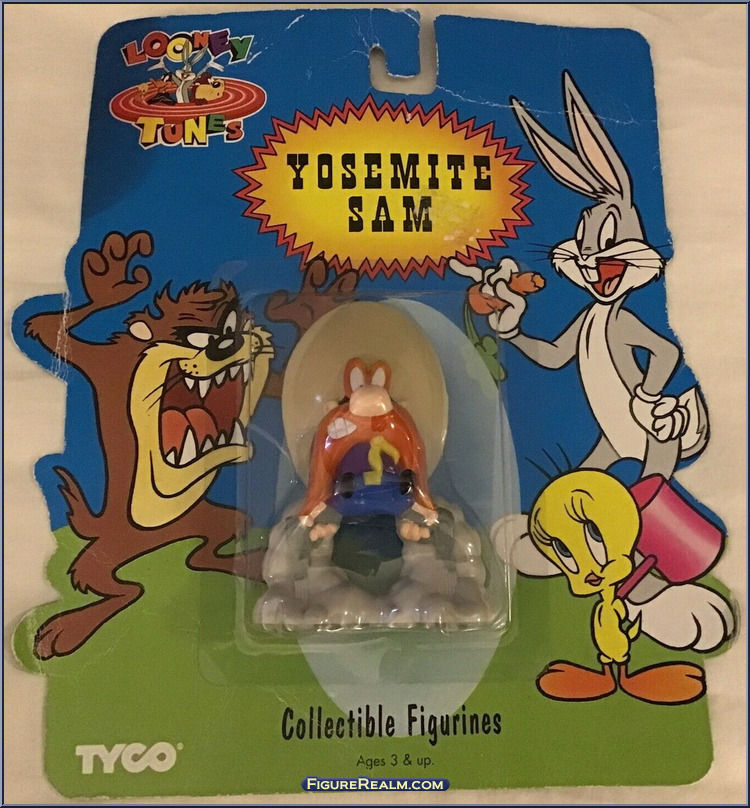 LOONEY
TUNES
YOSEMITE
SAM
Collectible Figurines
TYCO®
Ages 3 & up.
FIGUREREALM.COM